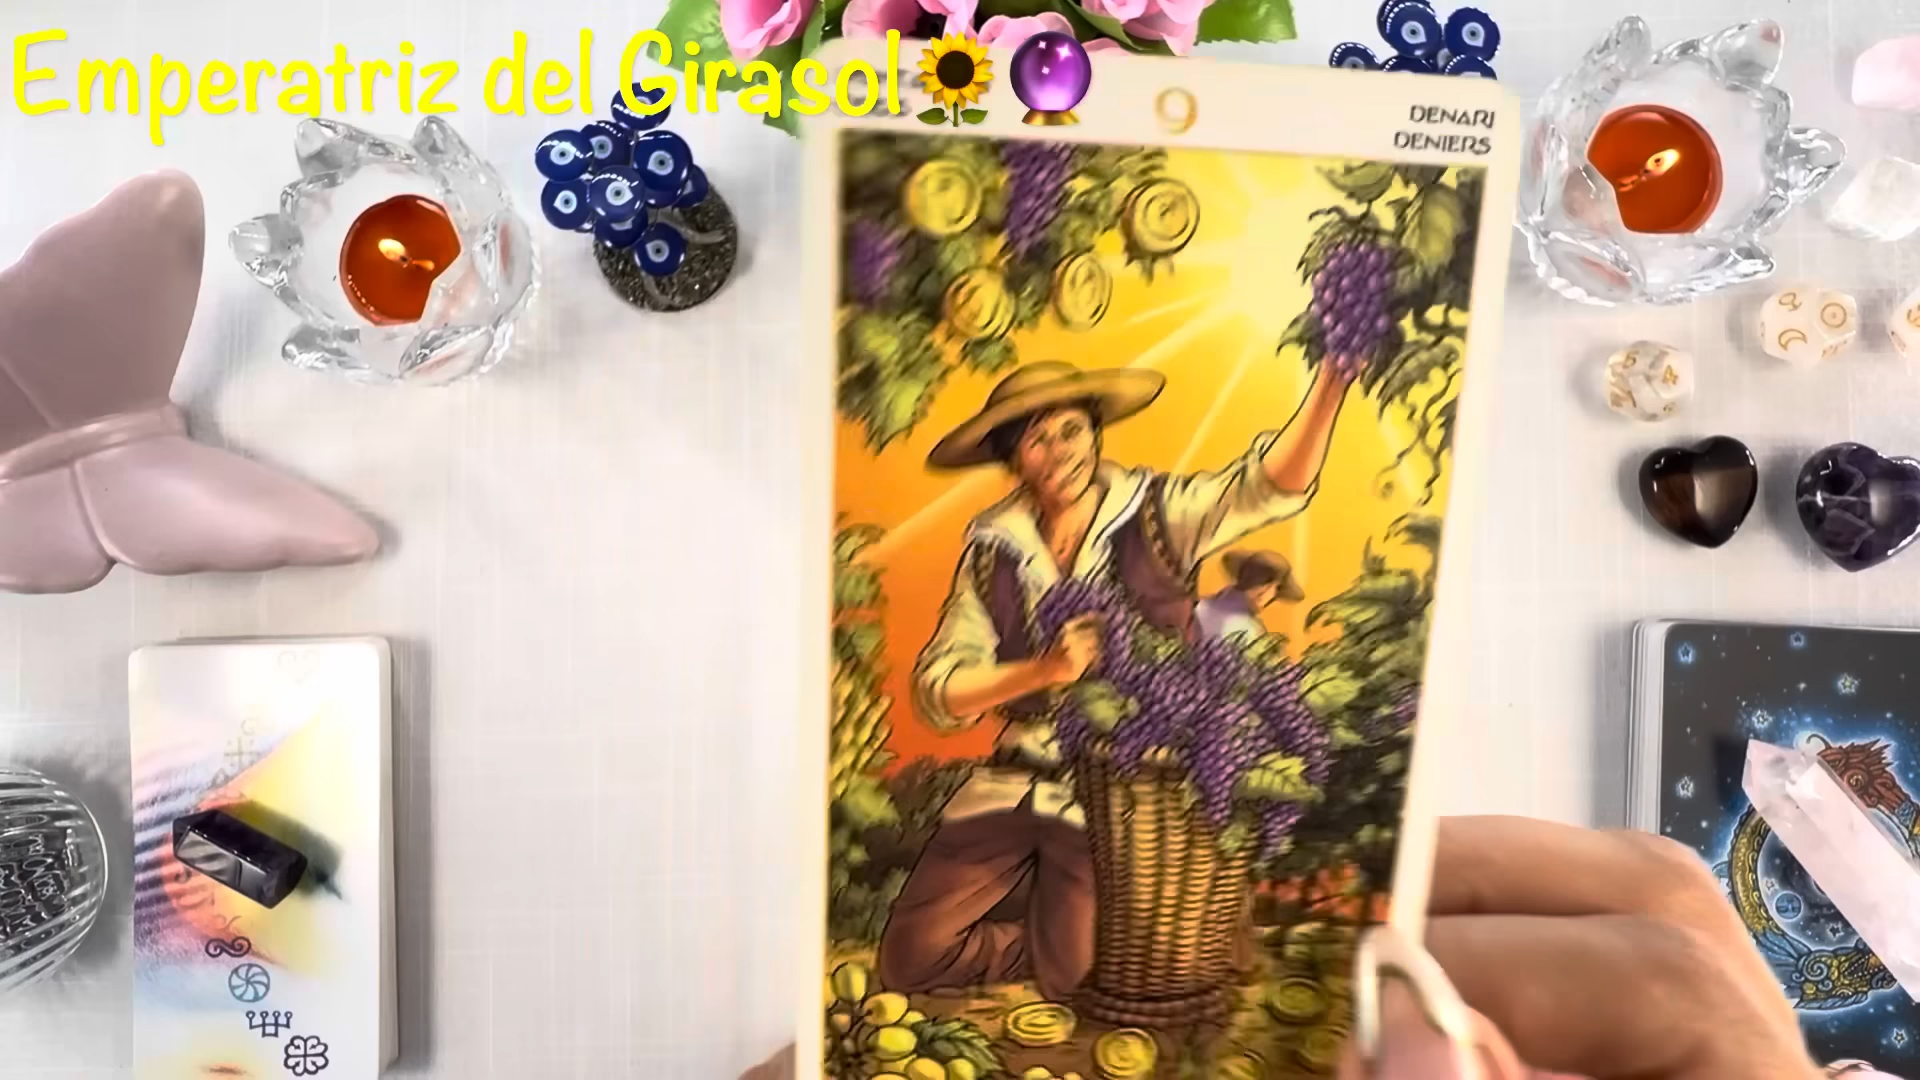 Emperatriz del Girasol🌻🔮
9
DENARI
DENIERS